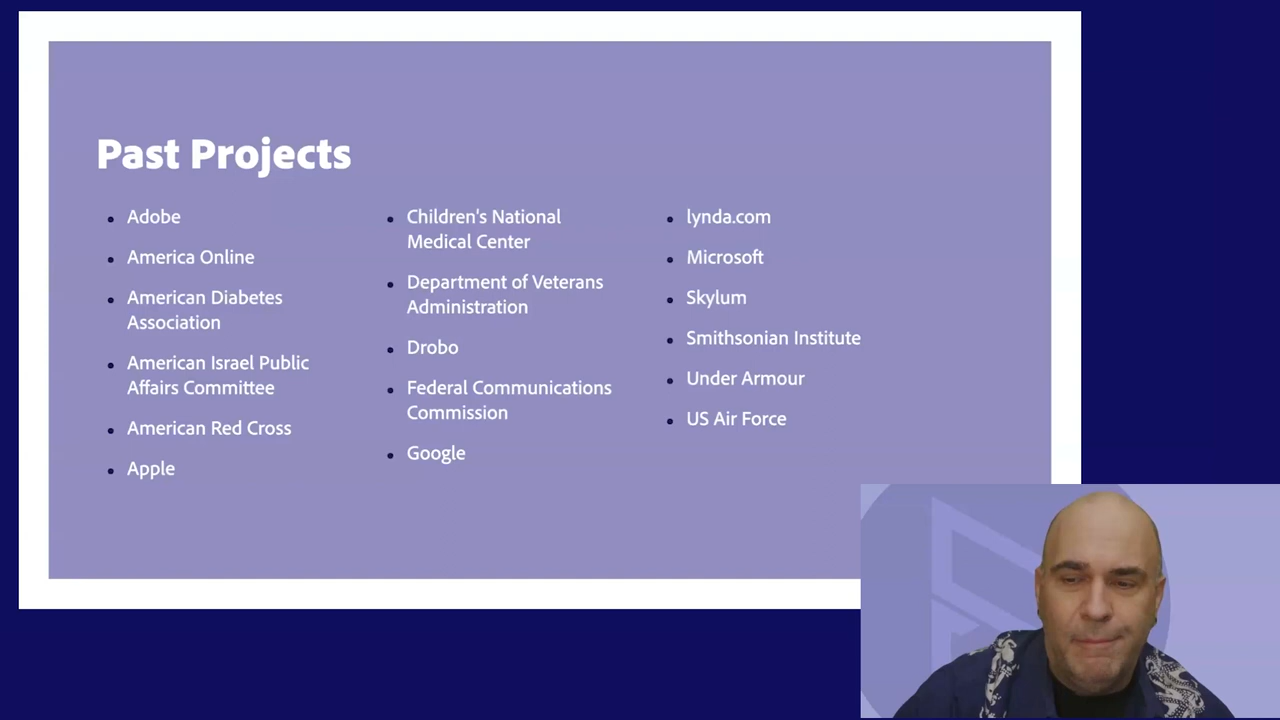 Past Projects
Adobe
America Online
American Diabetes
Association
American Israel Public
Affairs Committee
American Red Cross
Apple
Children's National
Medical Center
Department of Veterans
Administration
Drobo
Federal Communications
Commission
Google
lynda.com
Microsoft
Skylum
Smithsonian Institute
Under Armour
US Air Force